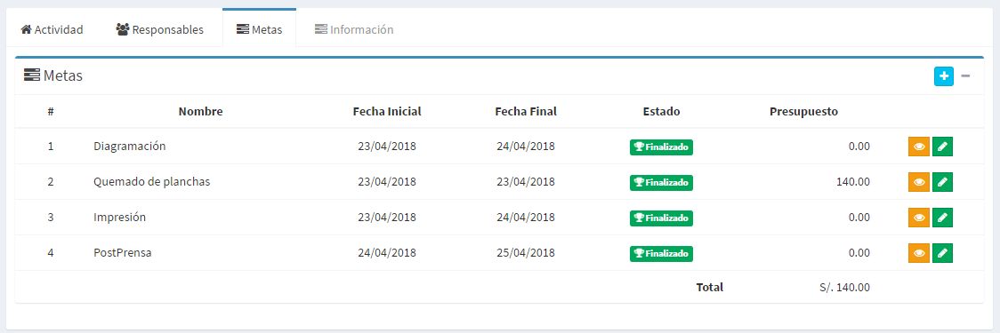 Actividad Responsables Metas Información
Metas
# Nombre Fecha Inicial Fecha Final Estado Presupuesto
1 Diagramación 23/04/2018 24/04/2018 Finalizado 0.00
2 Quemado de planchas 23/04/2018 23/04/2018 Finalizado 140.00
3 Impresión 23/04/2018 24/04/2018 Finalizado 0.00
4 PostPrensa 24/04/2018 25/04/2018 Finalizado 0.00
Total S/. 140.00